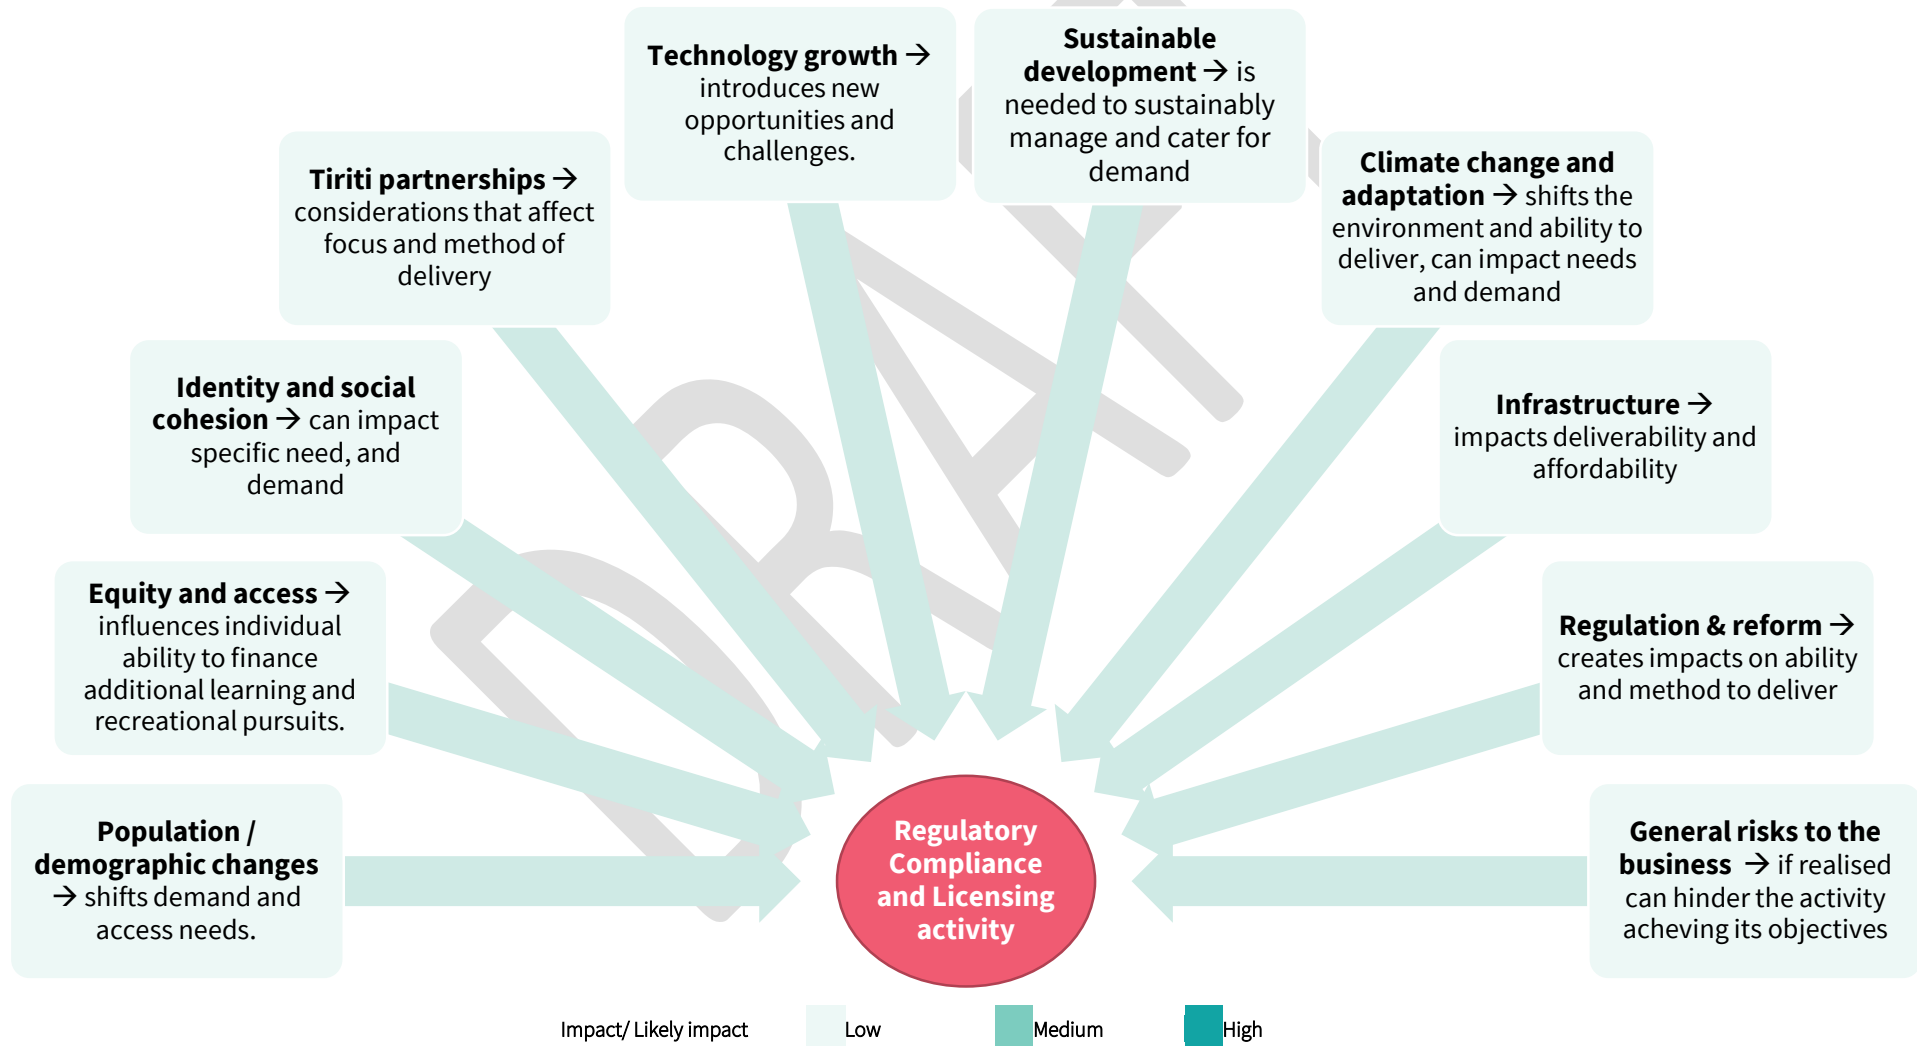 Technology growth →
introduces new
opportunities and
challenges.
Sustainable
development → is
needed to sustainably
manage and cater for
demand
Tiriti partnerships →
considerations that affect
focus and method of
delivery
Climate change and
adaptation → shifts the
environment and ability to
deliver, can impact needs
and demand
Identity and social
cohesion → can impact
specific need, and
demand
Infrastructure →
impacts deliverability and
affordability
Equity and access →
influences individual
ability to finance
additional learning and
recreational pursuits.
Regulation & reform →
creates impacts on ability
and method to deliver
Population /
demographic changes
→ shifts demand and
access needs.
General risks to the
business → if realised
can hinder the activity
acheving its objectives
Regulatory
Compliance
and Licensing
activity
DRAFT
Impact/ Likely impact
Low
Medium
High